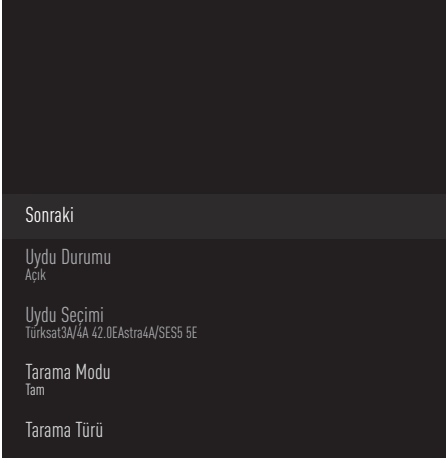 Sonraki
Uydu Durumu
Açık
Uydu Seçimi
Türksat3A/4A 42.0EAstra4A/SES5 5E
Tarama Modu
Tam
Tarama Türü